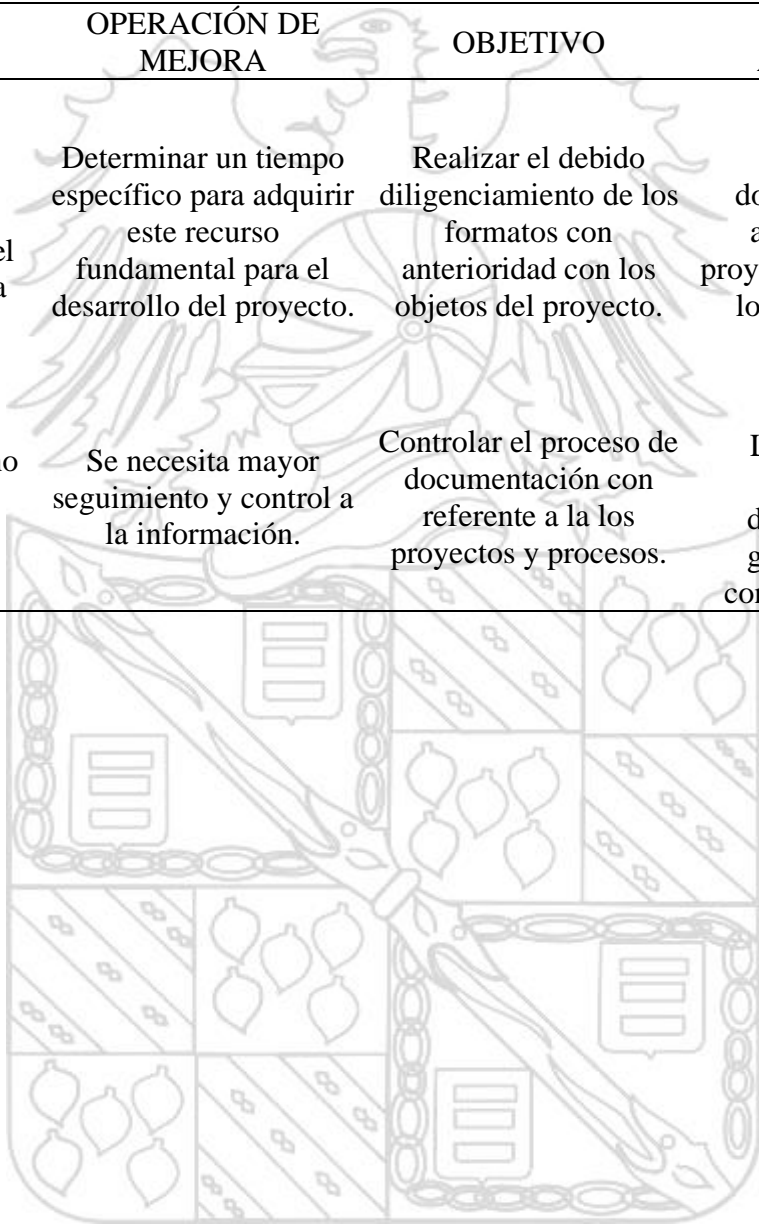 OPERACIÓN DE
MEJORA
OBJETIVO
Determinar un tiempo
específico para adquirir
este recurso
fundamental para el
desarrollo del proyecto.
Realizar el debido
diligenciamiento de los
formatos con
anterioridad con los
objetos del proyecto.
Se necesita mayor
seguimiento y control a
la información.
Controlar el proceso de
documentación con
referente a la los
proyectos y procesos.